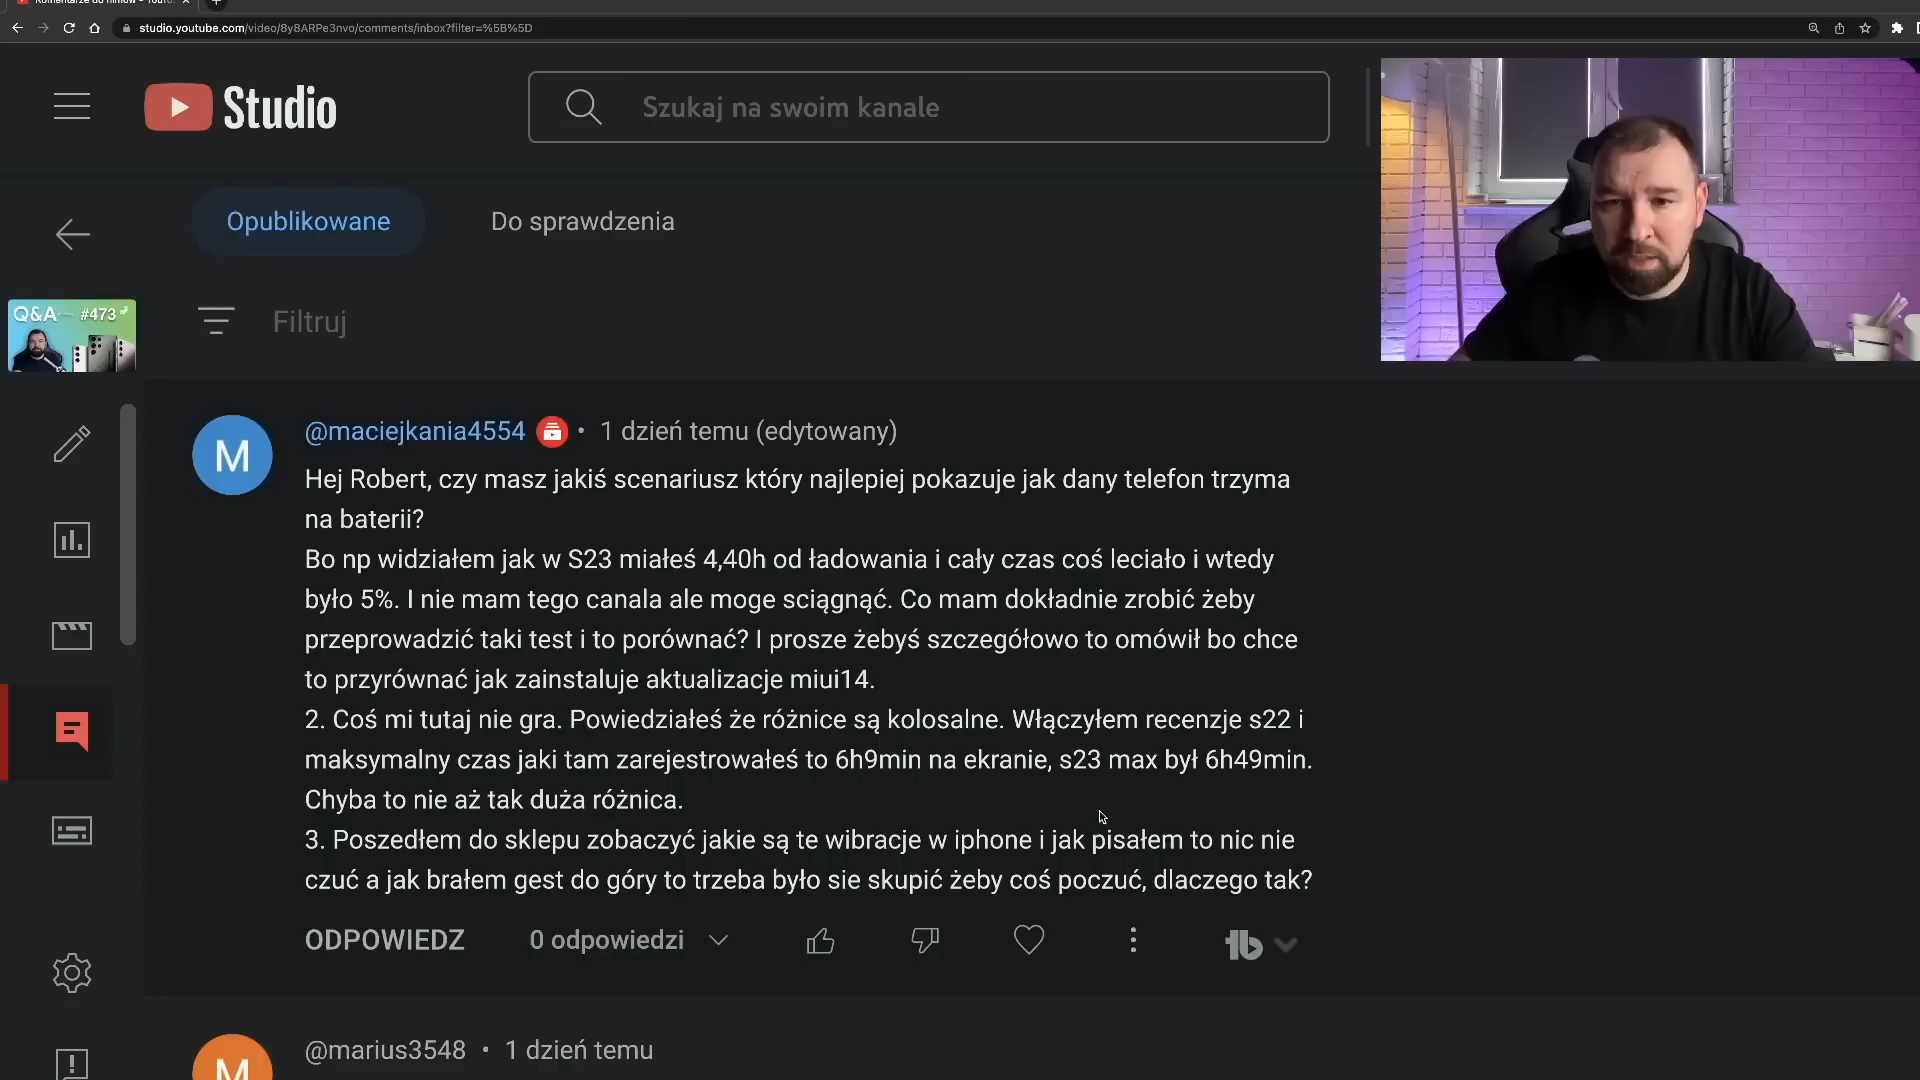 Komentarze do filmów - YouTu
studio.youtube.com/video/8y8ARPe3nvo/comments/inbox?filter=%5B%5D
Studio
Szukaj na swoim kanale
Opublikowane
Do sprawdzenia
Q&A #473
Filtruj
M
@maciejkania4554 • 1 dzień temu (edytowany)
Hej Robert, czy masz jakiś scenariusz który najlepiej pokazuje jak dany telefon trzyma
na baterii?
Bo np widziałem jak w S23 miałeś 4,40h od ładowania i cały czas coś leciało i wtedy
było 5%. I nie mam tego canala ale moge sciągnąć. Co mam dokładnie zrobić żeby
przeprowadzić taki test i to porównać? I prosze żebyś szczegółowo to omówił bo chce
to przyrównać jak zainstaluje aktualizacje miui14.
2. Coś mi tutaj nie gra. Powiedziałeś że różnice są kolosalne. Włączyłem recenzje s22 i
maksymalny czas jaki tam zarejestrowałeś to 6h9min na ekranie, s23 max był 6h49min.
Chyba to nie aż tak duża różnica.
3. Poszedłem do sklepu zobaczyć jakie są te wibracje w iphone i jak pisałem to nic nie
czuć a jak brałem gest do góry to trzeba było sie skupić żeby coś poczuć, dlaczego tak?
ODPOWIEDZ
0 odpowiedzi
M
@marius3548 • 1 dzień temu